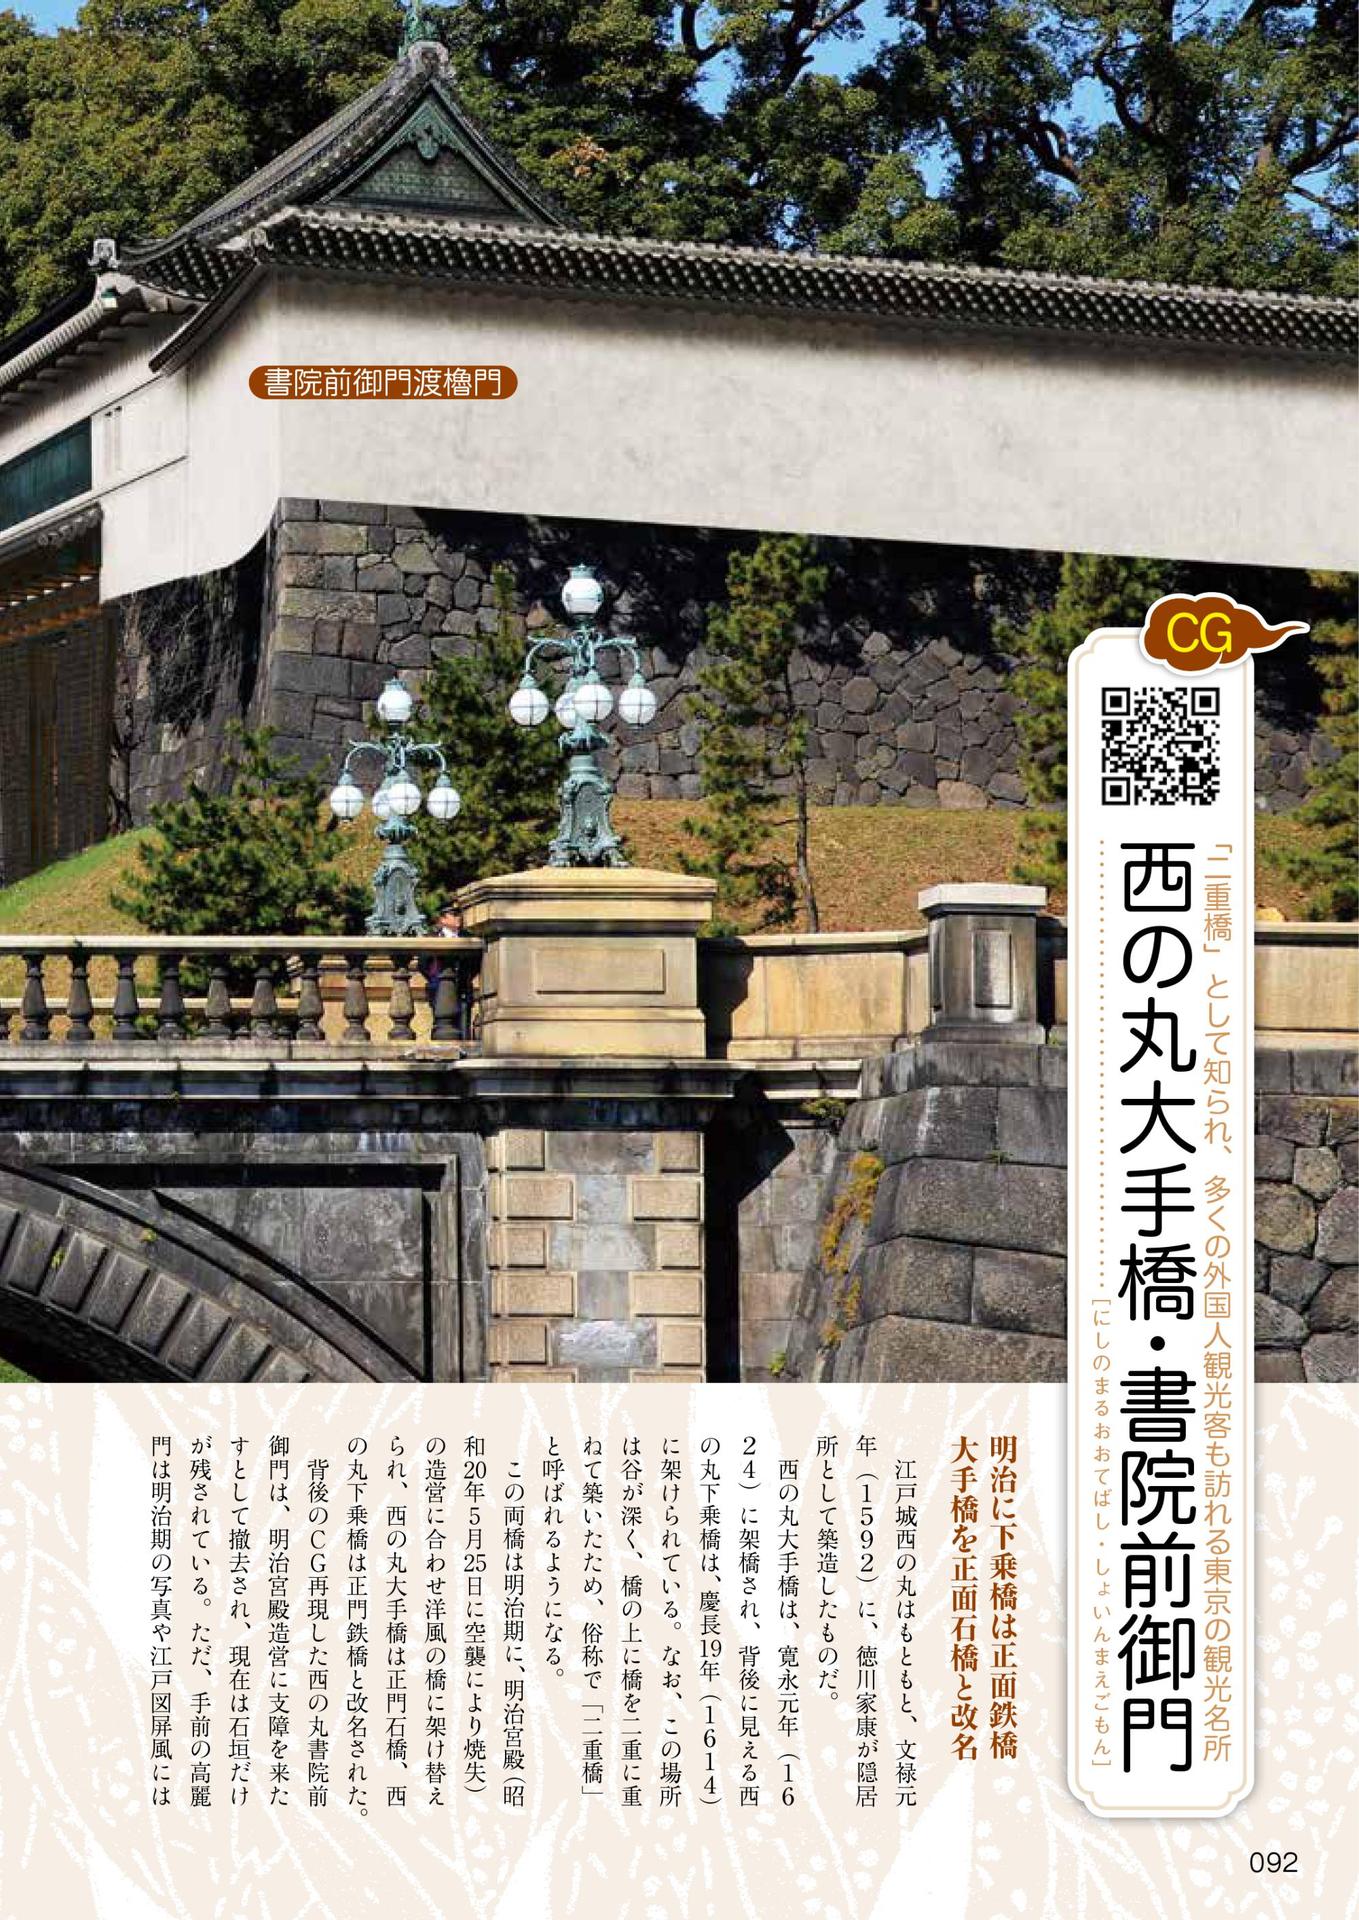 書院前御門渡櫓門
CG
「二重橋」として知られ、多くの外国人観光客も訪れる東京の観光名所
西の丸大手橋・書院前御門
［にしのまるおおてばし・しょいんまえごもん］
明治に下乗橋は正面鉄橋
大手橋を正面石橋と改名
江戸城西の丸はもともと、文禄元
年（1592）に、徳川家康が隠居
所として築造したものだ。
西の丸大手橋は、寛永元年（16
24）に架橋され、背後に見える西
の丸下乗橋は、慶長19年（1614）
に架けられている。なお、この場所
は谷が深く、橋の上に橋を二重に重
ねて築いたため、俗称で「二重橋」
と呼ばれるようになる。
この両橋は明治期に、明治宮殿（昭
和20年5月25日に空襲により焼失）
の造営に合わせ洋風の橋に架け替え
られ、西の丸大手橋は正門石橋、西
の丸下乗橋は正門鉄橋と改名された。
背後のCG再現した西の丸書院前
御門は、明治宮殿造営に支障を来た
すとして撤去され、現在は石垣だけ
が残されている。ただ、手前の高麗
門は明治期の写真や江戸図屏風には
092